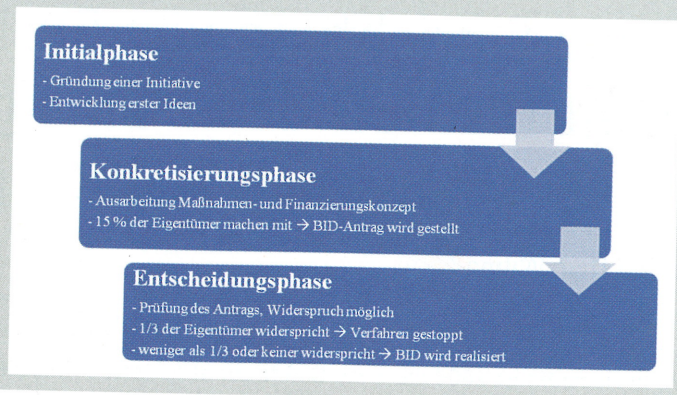 Initialphase
- Gründung einer Initiative
- Entwicklung erster Ideen
Konkretisierungsphase
- Ausarbeitung Maßnahmen- und Finanzierungskonzept
- 15 % der Eigentümer machen mit → BID-Antrag wird gestellt
Entscheidungsphase
- Prüfung des Antrags, Widerspruch möglich
- 1/3 der Eigentümer widerspricht → Verfahren gestoppt
- weniger als 1/3 oder keiner widerspricht → BID wird realisiert